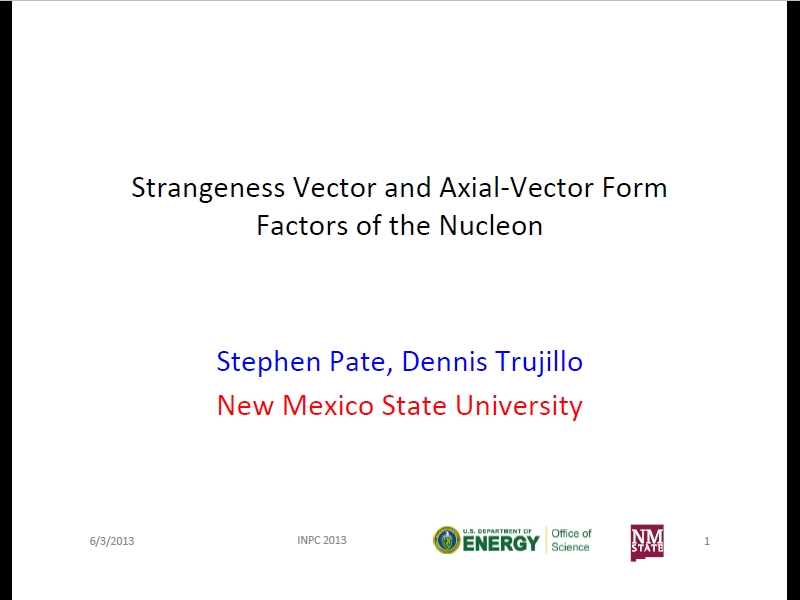 Strangeness Vector and Axial-Vector Form
Factors of the Nucleon
Stephen Pate, Dennis Trujillo
New Mexico State University
6/3/2013
INPC 2013
U.S. DEPARTMENT OF
ENERGY
Office of
Science
NM
STATE
1